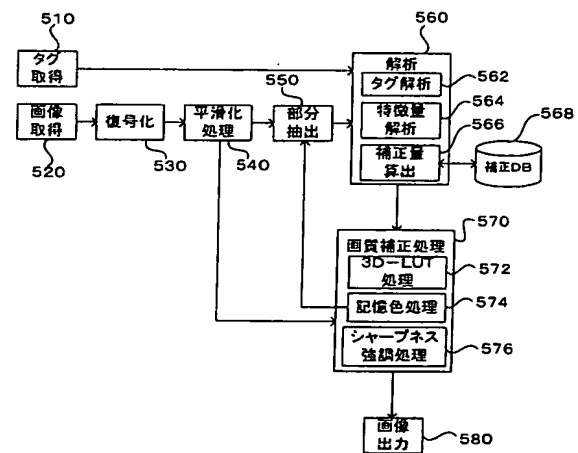 510
タグ
取得
画像
取得
520
復号化
530
平滑化
処理
540
550
部分
抽出
560
解析
タグ解析
562
特徴量
解析
564
補正量
算出
566
568
補正DB
570
画質補正処理
3D-LUT
処理
572
記憶色処理
574
シャープネス
強調処理
576
画像
出力
580